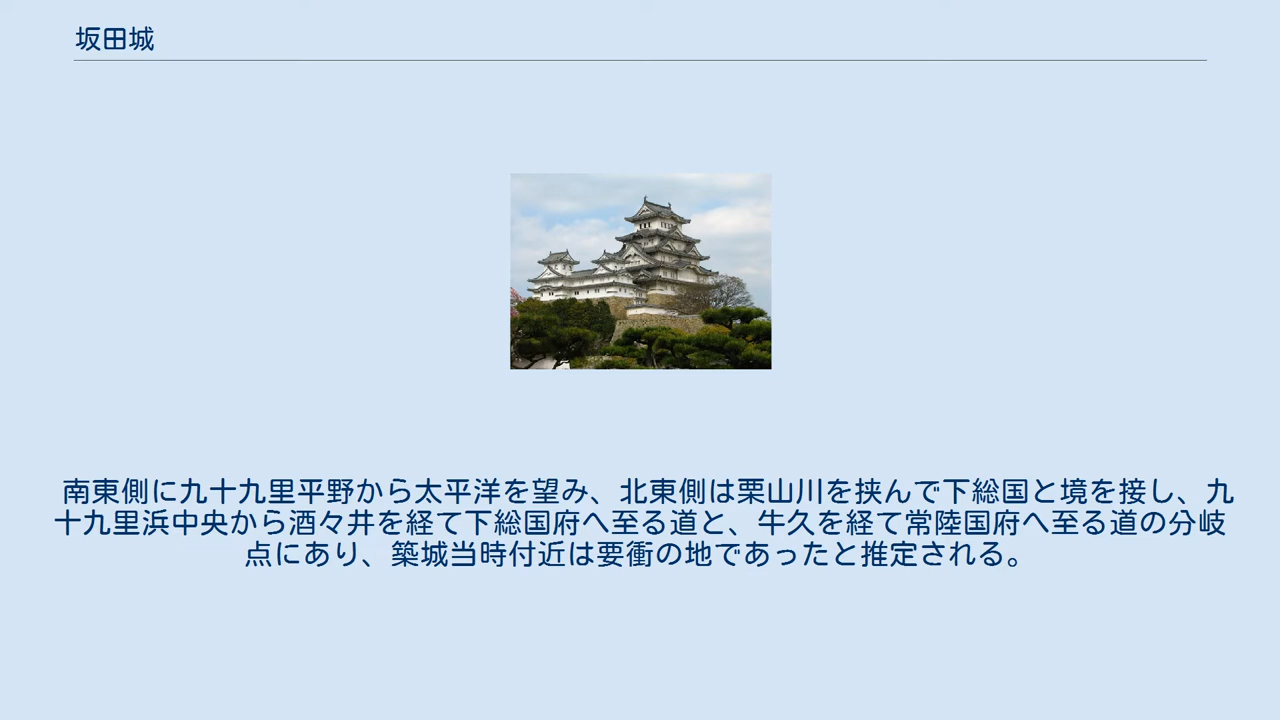 坂田城
南東側に九十九里平野から太平洋を望み、北東側は栗山川を挟んで下総国と境を接し、九
十九里浜中央から酒々井を経て下総国府へ至る道と、牛久を経て常陸国府へ至る道の分岐
点にあり、築城当時付近は要衝の地であったと推定される。